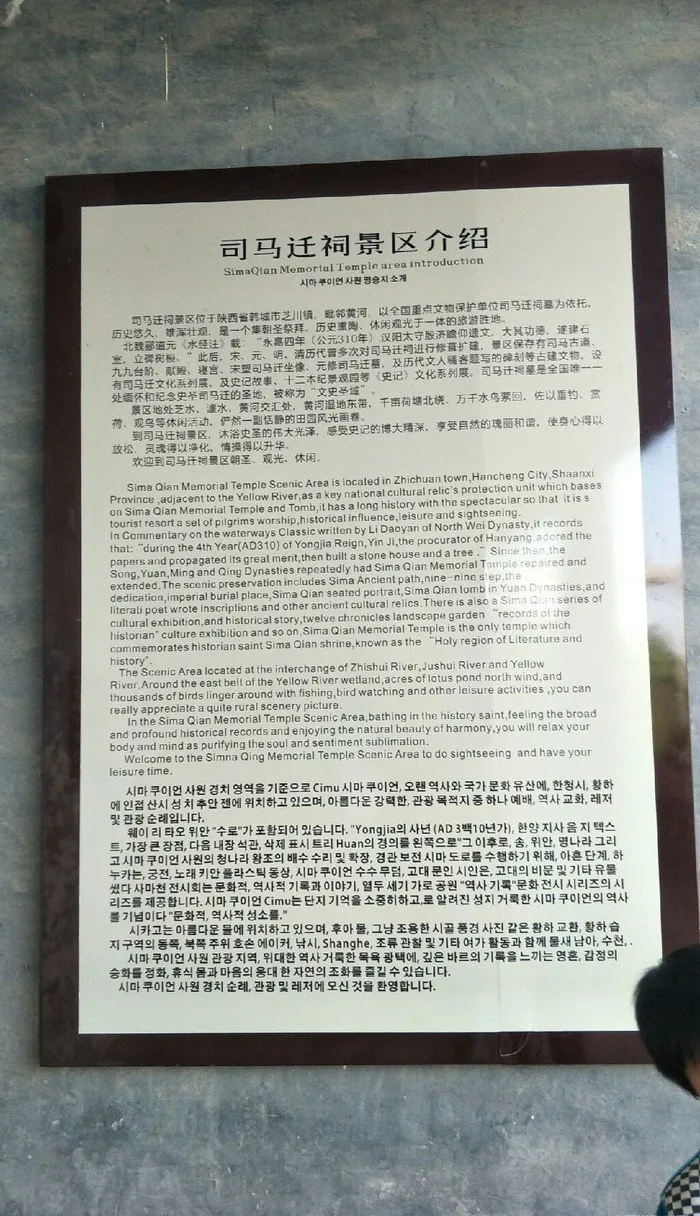 司马迁祠景区介绍
SimaQian Memorial Temple area introduction
시마 쿠이언 사원 명승지 소개
司马迁祠景区位于陕西省韩城市芝川镇，毗邻黄河，以全国重点文物保护单位司马迁祠墓为依托，
历史悠久，雄浑壮观，是一个集朝圣祭拜、历史熏陶、休闲观光于一体的旅游胜地。
北魏郦道元《水经注》载：“永嘉四年（公元310年）汉阳太守殷济瞻仰遗文，大其功德，遂建石
室，立碑树桓。”此后，宋、元、明、清历代曾多次对司马迁祠进行修葺扩建，景区保存有司马古道、
九九台阶、献殿、寝宫、宋塑司马迁坐像、元修司马迁墓，及历代文人骚客题写的碑刻等古建文物，设
有司马迁文化系列展，及史记故事、十二本纪景观园等《史记》文化系列展。司马迁祠墓是全国唯一一
处缅怀和纪念史圣司马迁的圣地，被称为“文史圣域”。
景区地处芝水、濜水、黄河交汇处，黄河湿地东带，千亩荷塘北绕，万千水鸟萦回，佐以垂钓、赏
荷、观鸟等休闲活动，俨然一副恬静的田园风光画卷。
到司马迁祠景区，沐浴史圣的伟大光泽，感受史记的博大精深，享受自然的瑰丽和谐，使身心得以
放松，灵魂得以净化，情操得以升华。
欢迎到司马迁祠景区朝圣、观光、休闲。
Sima Qian Memorial Temple Scenic Area is located in Zhichuan town,Hancheng City,Shaanxi
Province ,adjacent to the Yellow River,as a key national cultural relic's protection unit which bases
on Sima Qian Memorial Temple and Tomb,it has a long history with the spectacular so that it is s
tourist resort a set of pilgrims worship,historical influence,leisure and sightseeing.
In Commentary on the waterways Classic written by Li Daoyan of North Wei Dynasty,it records
that: “during the 4th Year(AD310) of Yongjia Reign,Yin Ji,the procurator of Hanyang,adored the
papers and propagated its great merit,then built a stone house and a tree .” Since then,the
Song,Yuan,Ming and Qing Dynasties repeatedly had Sima Qian Memorial Temple repaired and
extended.The scenic preservation includes Sima Ancient path,nine-nine step,the
dedication,imperial burial place,Sima Qian seated portrait,Sima Qian tomb in Yuan Dynasties,and
literati poet wrote inscriptions and other ancient cultural relics.There is also a Sima Qian series of
cultural exhibition,and historical story,twelve chronicles landscape garden “records of the
historian” culture exhibition and so on,Sima Qian Memorial Temple is the only temple which
commemorates historian saint Sima Qian shrine,known as the “Holy region of Literature and
history”.
The Scenic Area located at the interchange of Zhishui River,Jushui River and Yellow
River.Around the east belt of the Yellow River wetland,acres of lotus pond north wind,and
thousands of birds linger around with fishing,bird watching and other leisure activities ,you can
really appreciate a quite rural scenery picture.
In the Sima Qian Memorial Temple Scenic Area,bathing in the history saint,feeling the broad
and profound historical records and enjoying the natural beauty of harmony,you will relax your
body and mind as purifying the soul and sentiment sublimation.
Welcome to the Simna Qing Memorial Temple Scenic Area to do sightseeing and have your
leisure time.
시마 쿠이언 사원 경치 영역을 기준으로 Cimu 시마 쿠이언, 오랜 역사와 국가 문화 유산에, 한청시, 황하
에 인접 산시 성 치 추안 젠에 위치하고 있으며, 아름다운 강력한, 관광 목적지 중 하나 예배, 역사 교화, 레저
및 관광 순례입니다.
웨이 리 타오 위안 "수로"가 포함되어 있습니다. "Yongjia의 사년 (AD 3백10년가), 한양 지사 음 지 텍스
트, 가장 큰 장점, 다음 내장 석관, 삭제 표시 트리 Huan의 경의를 왼쪽으로"그 이후로, 송, 위안, 명나라 그리
고 시마 쿠이언 사원의 청나라 왕조의 배수 수리 및 확장, 경관 보전 시마 도로를 수행하기 위해, 아흔 단계, 하
누카는, 궁전, 노래 키안 플라스틱 동상, 시마 쿠이언 수수 무덤, 고대 문인 시인은, 고대의 비문 및 기타 유물
썼다 사마천 전시회는 문화적, 역사적 기록과 이야기, 열두 세기 가로 공원 "역사 기록"문화 전시 시리즈의 시
리즈를 제공합니다. 시마 쿠이언 Cimu는 단지 기억을 소중히하고,로 알려진 성지 거룩한 시마 쿠이언의 역사
를 기념이다 "문화적, 역사적 성소를."
시카고는 아름다운 물에 위치하고 있으며, 후아 물, 그냥 조용한 시골 풍경 사진 같은 황하 교환, 황하 습
지 구역의 동쪽, 북쪽 주위 호손 에이커, 낚시, Shanghe, 조류 관찰 및 기타 여가 활동과 함께 물새 남아, 수천, .
시마 쿠이언 사원 관광 지역, 위대한 역사 거룩한 목욕 광택에, 깊은 바르의 기록을 느끼는 영혼, 감정의
승화를 정화, 휴식 몸과 마음의 웅대 한 자연의 조화를 즐길 수 있습니다.
시마 쿠이언 사원 경치 순례, 관광 및 레저에 오신 것을 환영합니다.